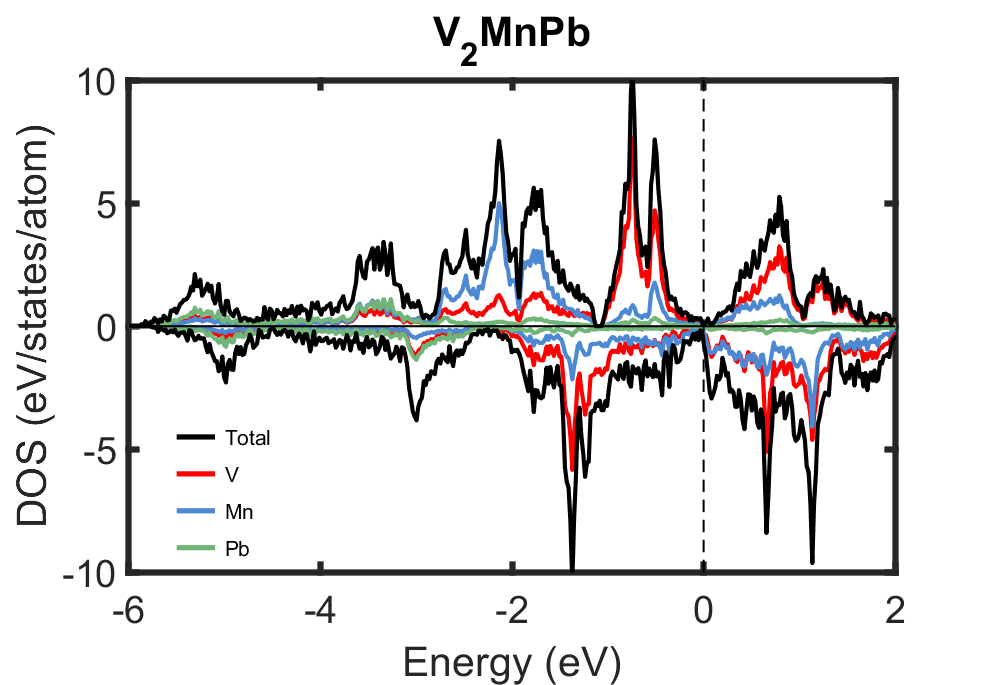 V2MnPb
DOS (eV/states/atom)
10
5
0
-5
-10
Total
V
Mn
Pb
-6
-4
-2
0
2
Energy (eV)